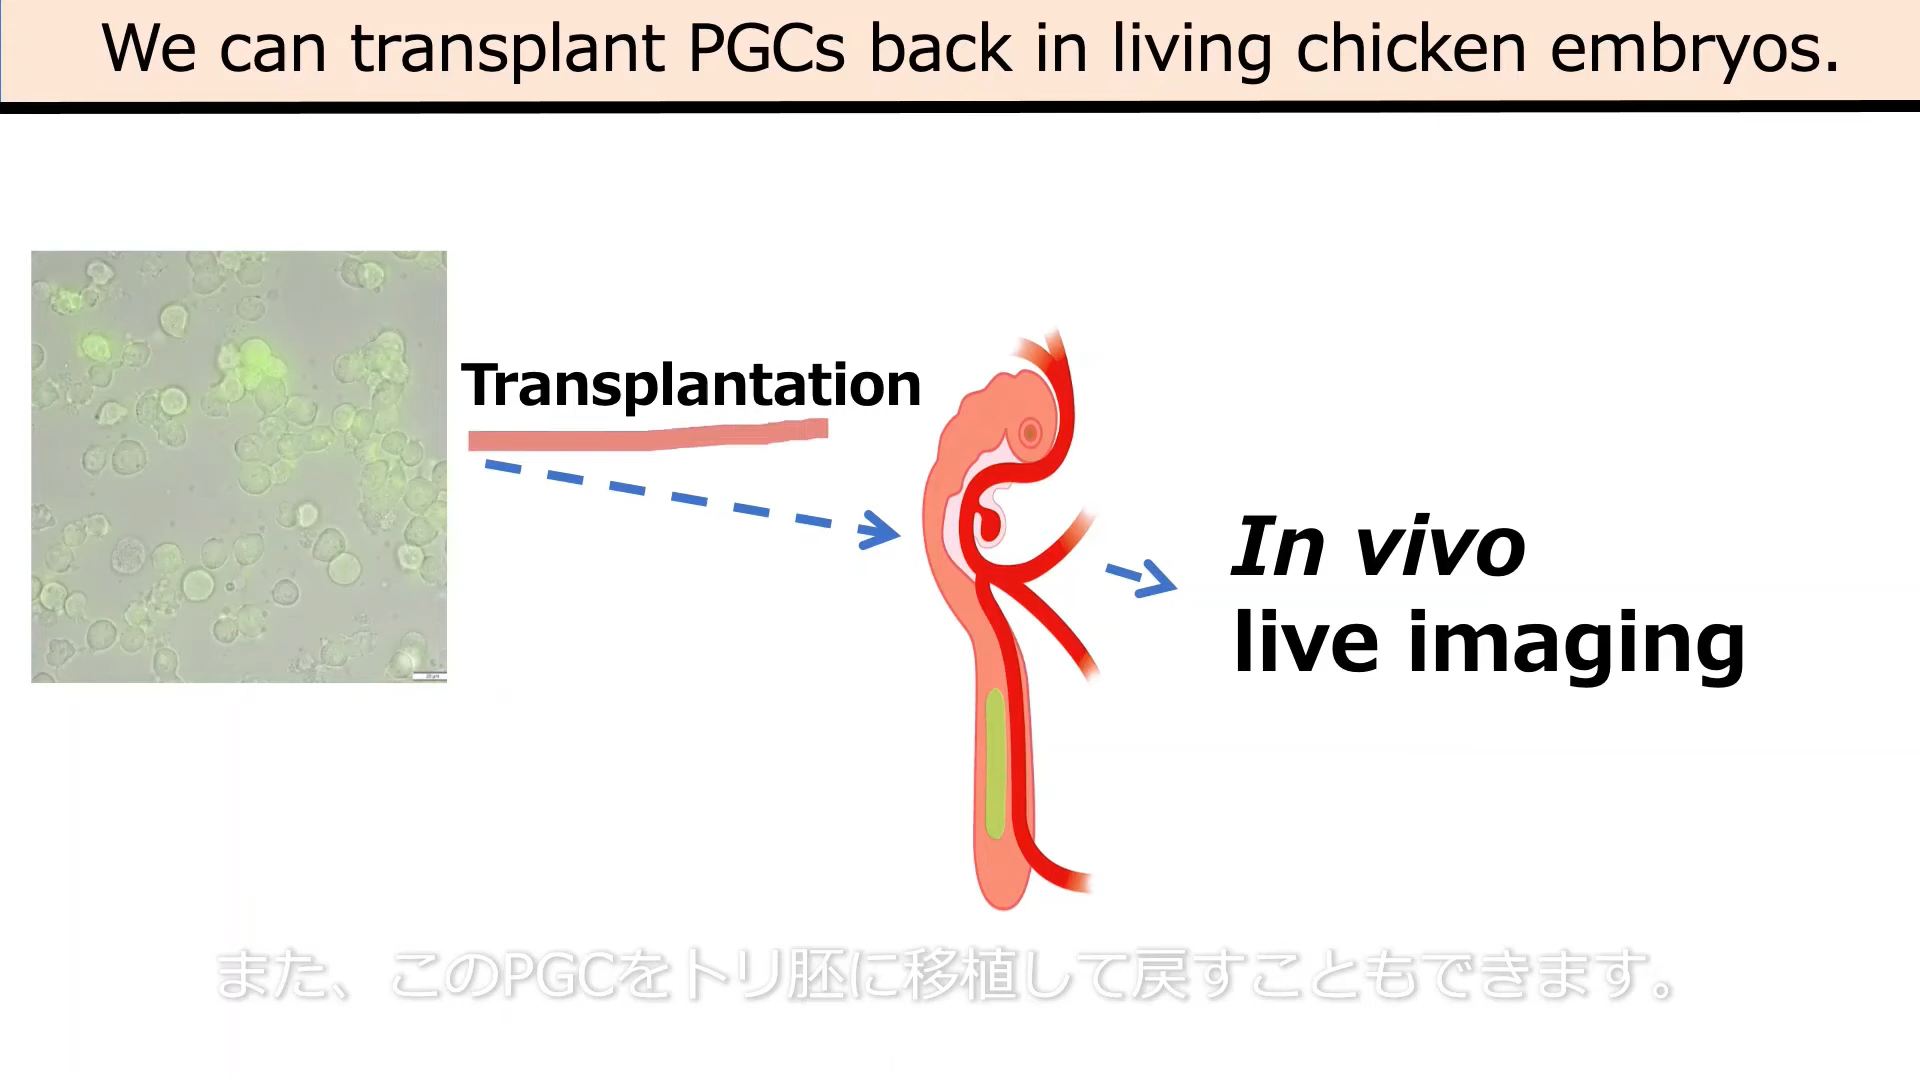 We can transplant PGCs back in living chicken embryos.
Transplantation
In vivo
live imaging
また、このPGCをトリ胚に移植して戻すこともできます。